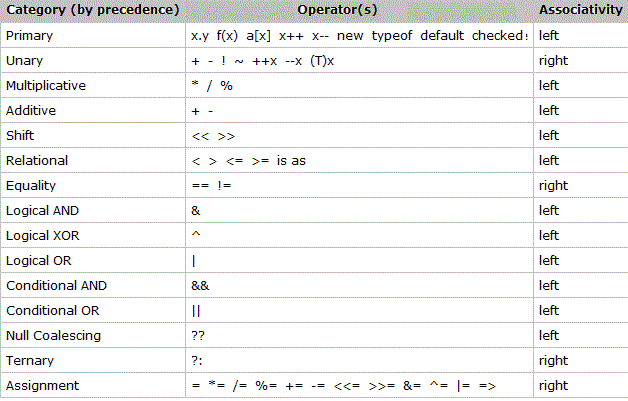 Category (by precedence) Operator(s) Associativity
Primary x.y f(x) a[x] x++ x-- new typeof default checked left
Unary + - ! ~ ++x --x (T)x right
Multiplicative * / % left
Additive + - left
Shift << >> left
Relational < > <= >= is as left
Equality == != right
Logical AND & left
Logical XOR ^ left
Logical OR | left
Conditional AND && left
Conditional OR || left
Null Coalescing ?? left
Ternary ?: right
Assignment = *= /= %= += -= <<= >>= &= ^= |= => right